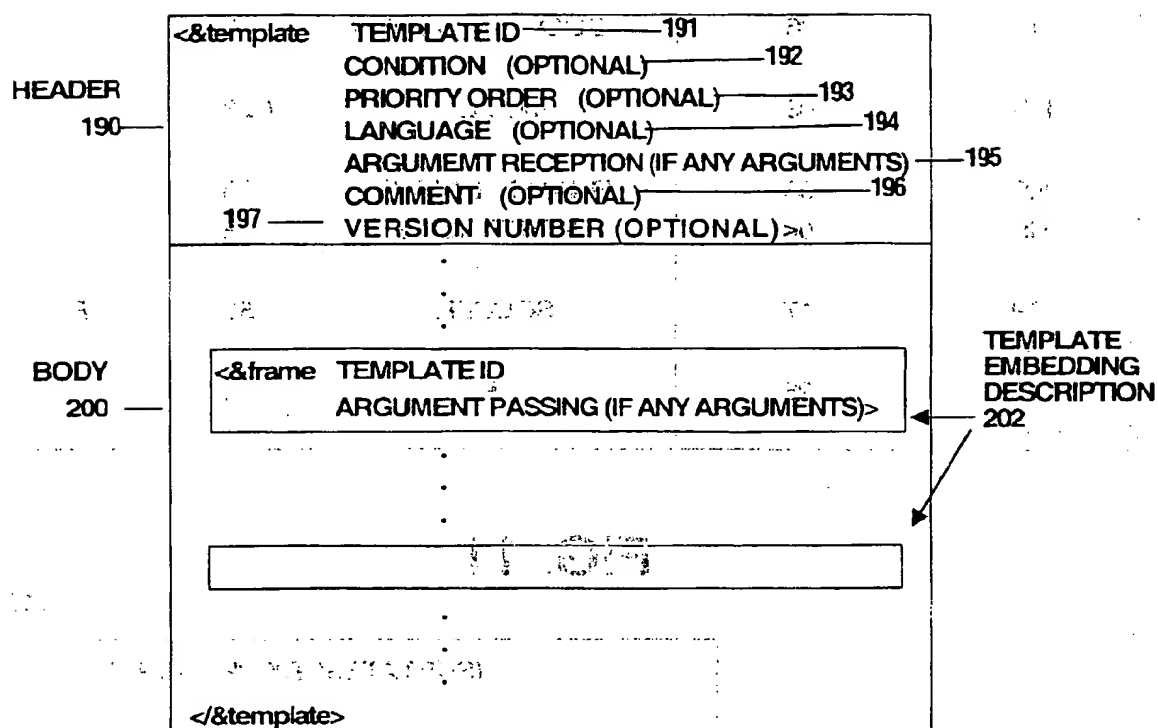 <&template TEMPLATE ID 191
CONDITION (OPTIONAL) 192
HEADER
PRIORITY ORDER (OPTIONAL) 193
190
LANGUAGE (OPTIONAL) 194
ARGUMEMT RECEPTION (IF ANY ARGUMENTS) 195
COMMENT (OPTIONAL) 196
197 VERSION NUMBER (OPTIONAL)>
BODY
200
<&frame TEMPLATE ID
ARGUMENT PASSING (IF ANY ARGUMENTS)>
TEMPLATE
EMBEDDING
DESCRIPTION
202
</&template>